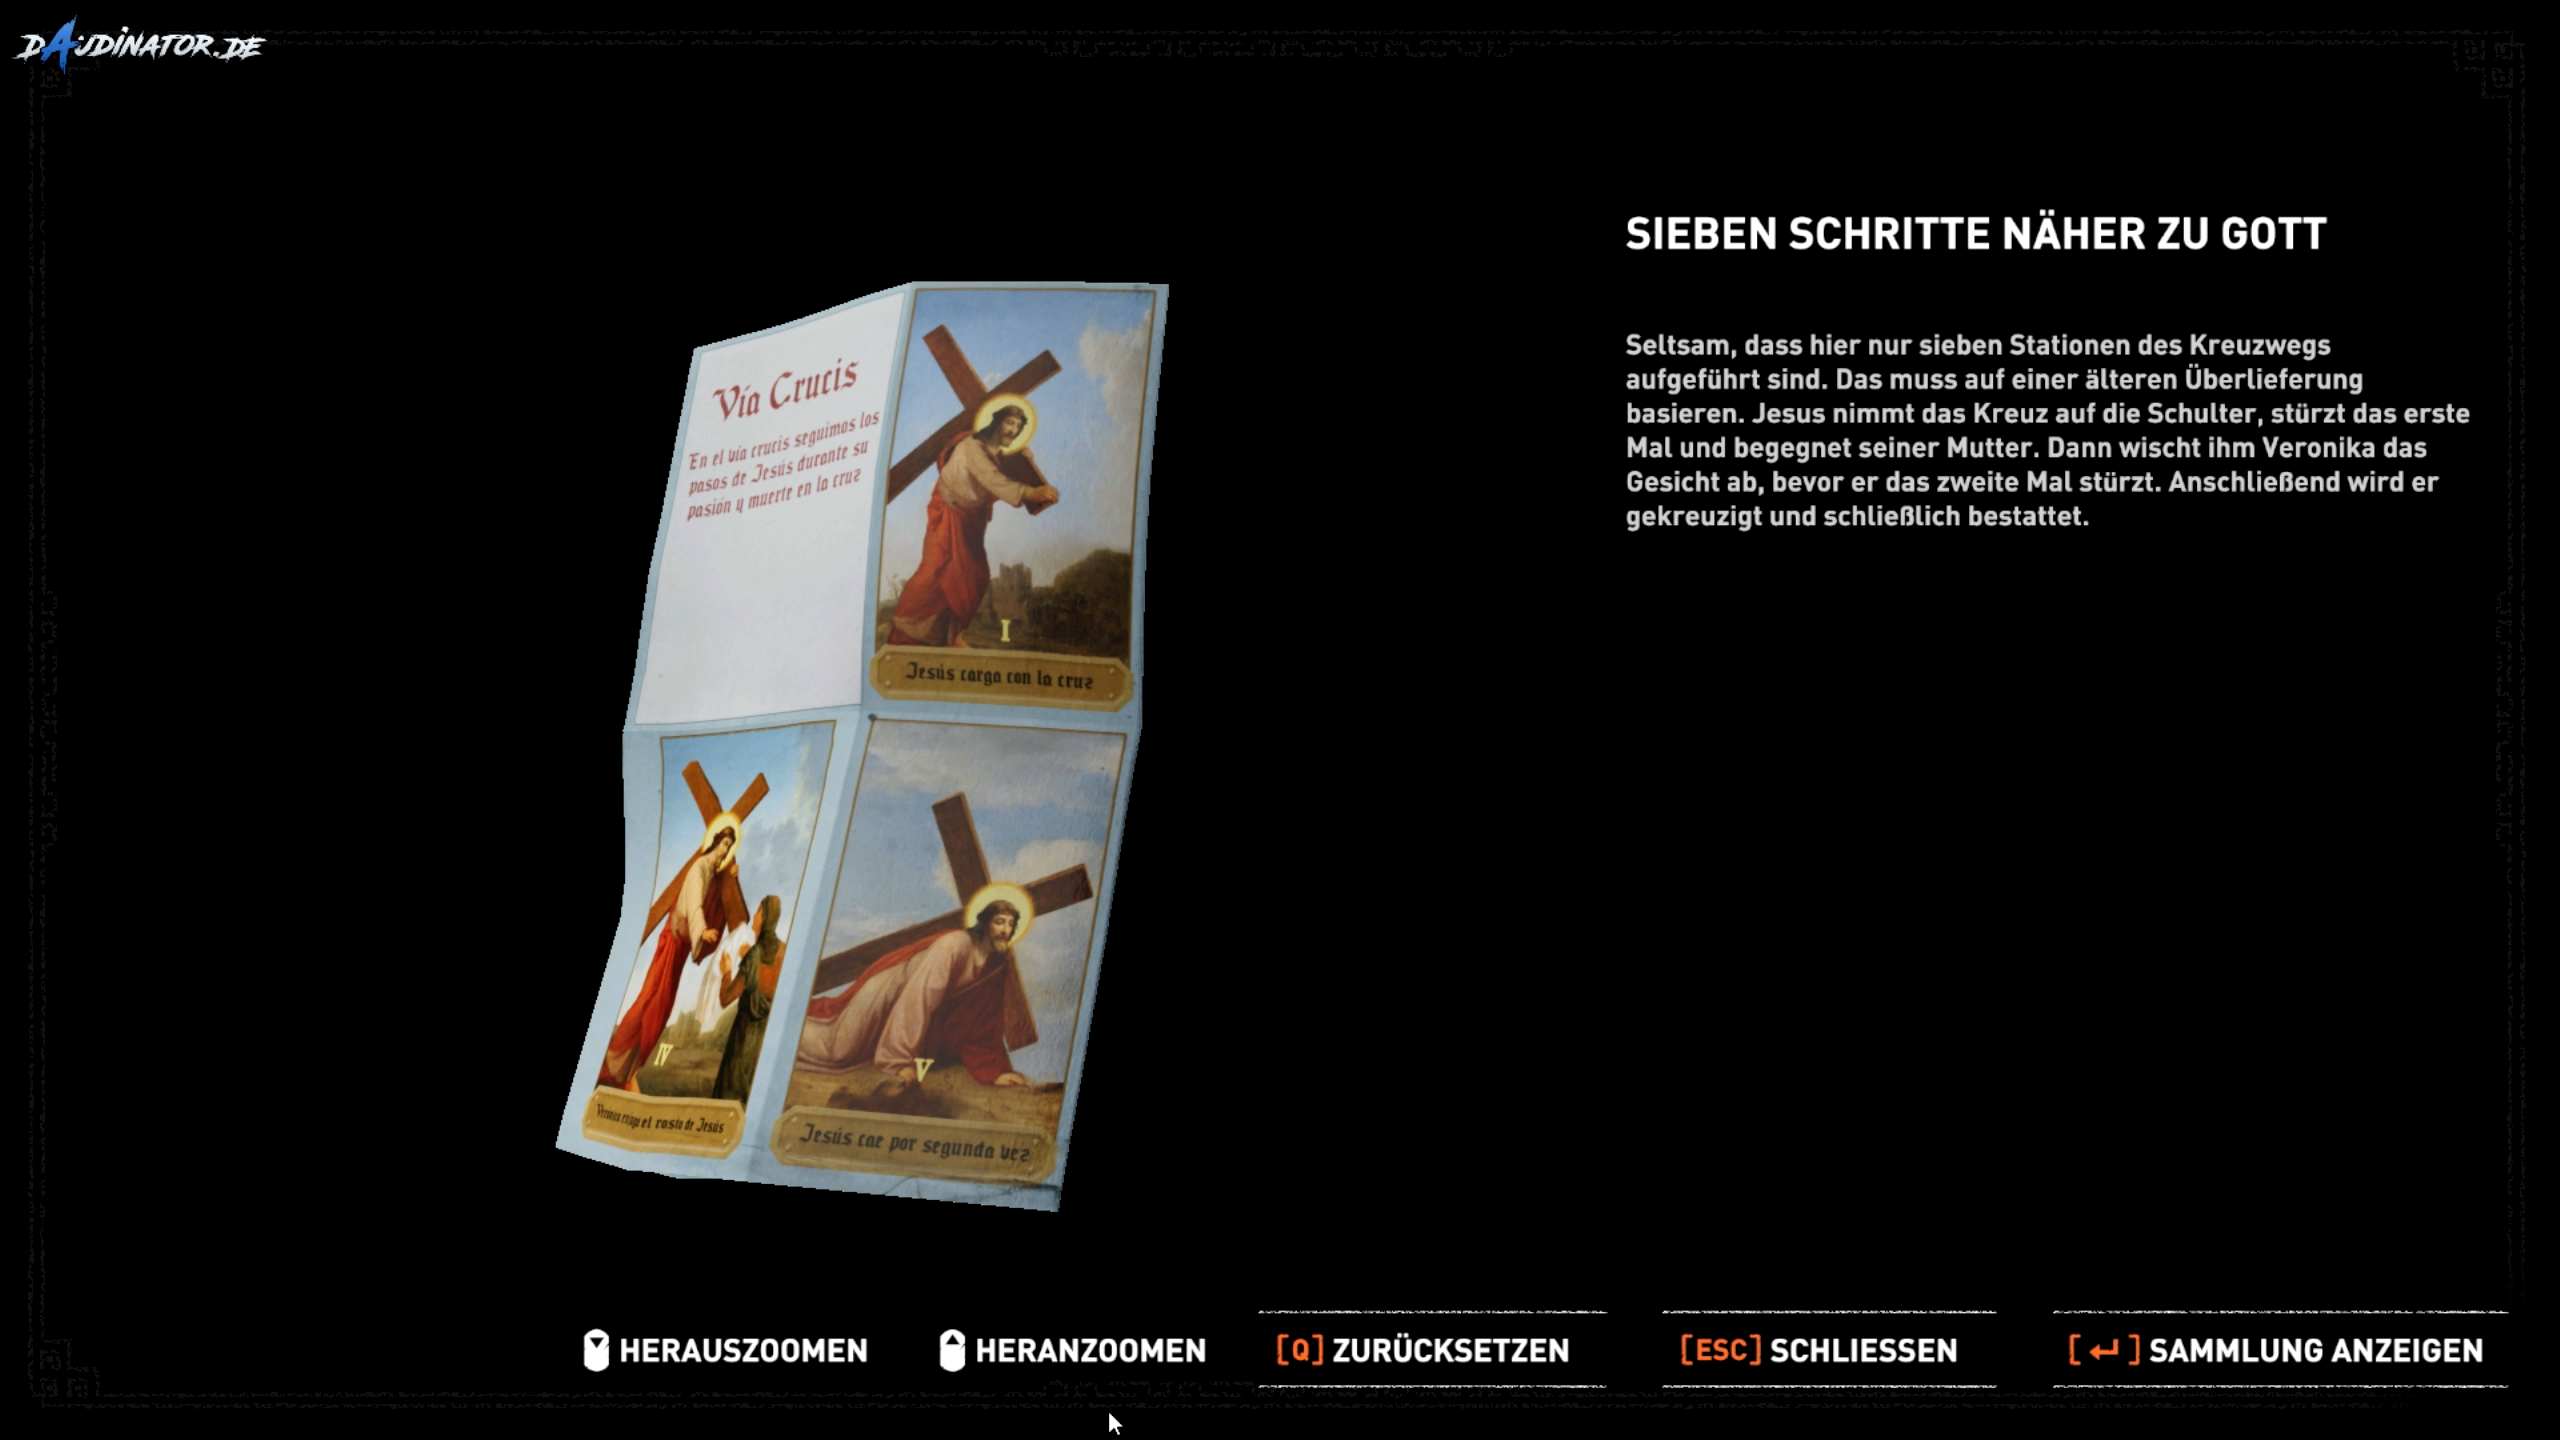 DAUDINATOR.DE
SIEBEN SCHRITTE NÄHER ZU GOTT
Seltsam, dass hier nur sieben Stationen des Kreuzwegs
aufgeführt sind. Das muss auf einer älteren Überlieferung
basieren. Jesus nimmt das Kreuz auf die Schulter, stürzt das erste
Mal und begegnet seiner Mutter. Dann wischt ihm Veronika das
Gesicht ab, bevor er das zweite Mal stürzt. Anschließend wird er
gekreuzigt und schließlich bestattet.
Vía Crucis
En el vía crucis seguimos los
pasos de Jesús durante su
pasión y muerte en la cruz
I
Jesús carga con la cruz
IV
el rosto de Jesús
V
Jesús cae por segunda vez
HERAUSZOOMEN
HERANZOOMEN
[Q] ZURÜCKSETZEN
[ESC] SCHLIESSEN
[↵] SAMMLUNG ANZEIGEN